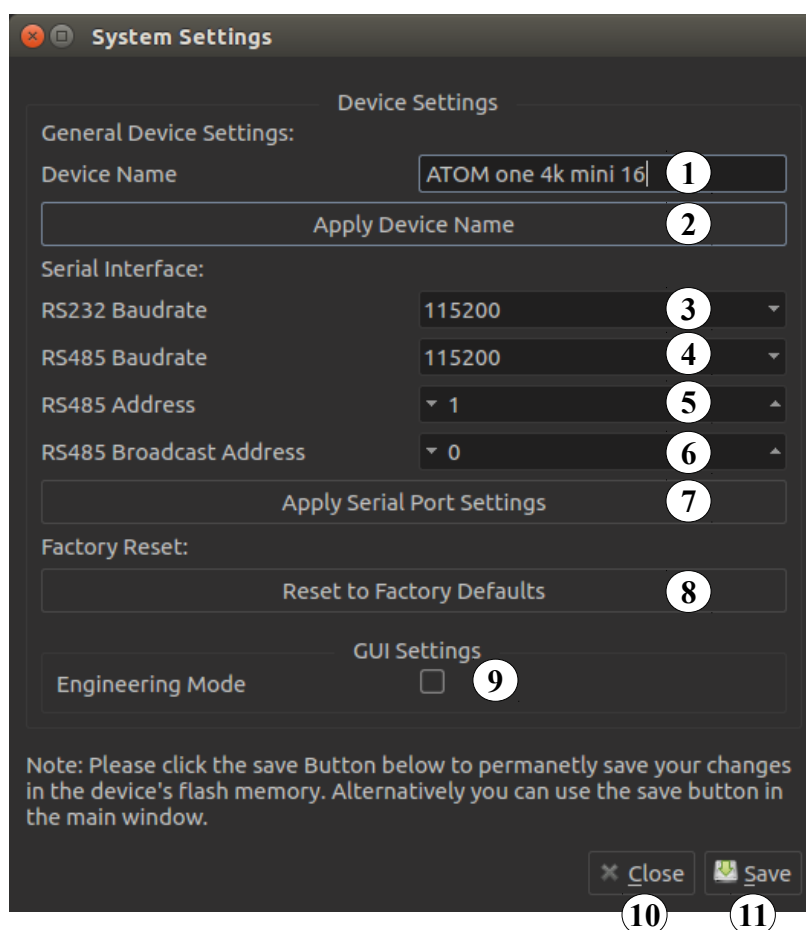 System Settings
Device Settings
General Device Settings:
Device Name ATOM one 4k mini 16 1
Apply Device Name 2
Serial Interface:
RS232 Baudrate 115200 3
RS485 Baudrate 115200 4
RS485 Address 1 5
RS485 Broadcast Address 0 6
Apply Serial Port Settings 7
Factory Reset:
Reset to Factory Defaults 8
GUI Settings
Engineering Mode 9
Note: Please click the save Button below to permanetly save your changes
in the device's flash memory. Alternatively you can use the save button in
the main window.
Close Save
10 11